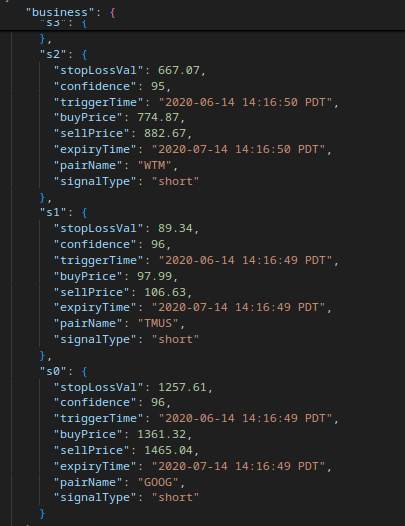 "business": {
"s3": {
},
"s2": {
"stopLossVal": 667.07,
"confidence": 95,
"triggerTime": "2020-06-14 14:16:50 PDT",
"buyPrice": 774.87,
"sellPrice": 882.67,
"expiryTime": "2020-07-14 14:16:50 PDT",
"pairName": "WTM",
"signalType": "short"
},
"s1": {
"stopLossVal": 89.34,
"confidence": 96,
"triggerTime": "2020-06-14 14:16:49 PDT",
"buyPrice": 97.99,
"sellPrice": 106.63,
"expiryTime": "2020-07-14 14:16:49 PDT",
"pairName": "TMUS",
"signalType": "short"
},
"s0": {
"stopLossVal": 1257.61,
"confidence": 96,
"triggerTime": "2020-06-14 14:16:49 PDT",
"buyPrice": 1361.32,
"sellPrice": 1465.04,
"expiryTime": "2020-07-14 14:16:49 PDT",
"pairName": "GOOG",
"signalType": "short"
}